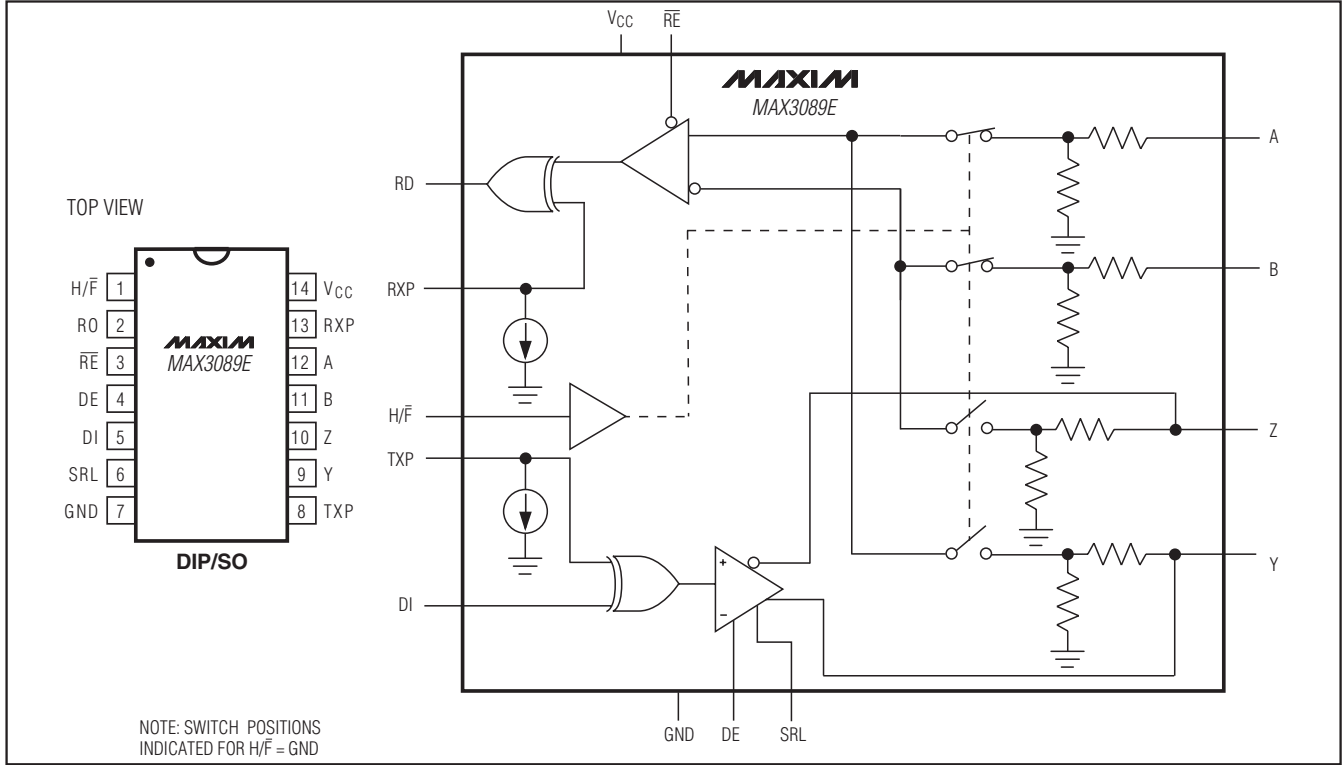 VCC
R̅E̅
MAXIM
MAX3089E
A
RD
TOP VIEW
B
RXP
H/F̅ 1
14 VCC
RO 2
13 RXP
MAXIM
R̅E̅ 3
MAX3089E
12 A
DE 4
11 B
H/F̅
DI 5
10 Z
Z
TXP
SRL 6
9 Y
GND 7
8 TXP
DIP/SO
+
−
Y
DI
NOTE: SWITCH POSITIONS
INDICATED FOR H/F̅ = GND
GND
DE
SRL